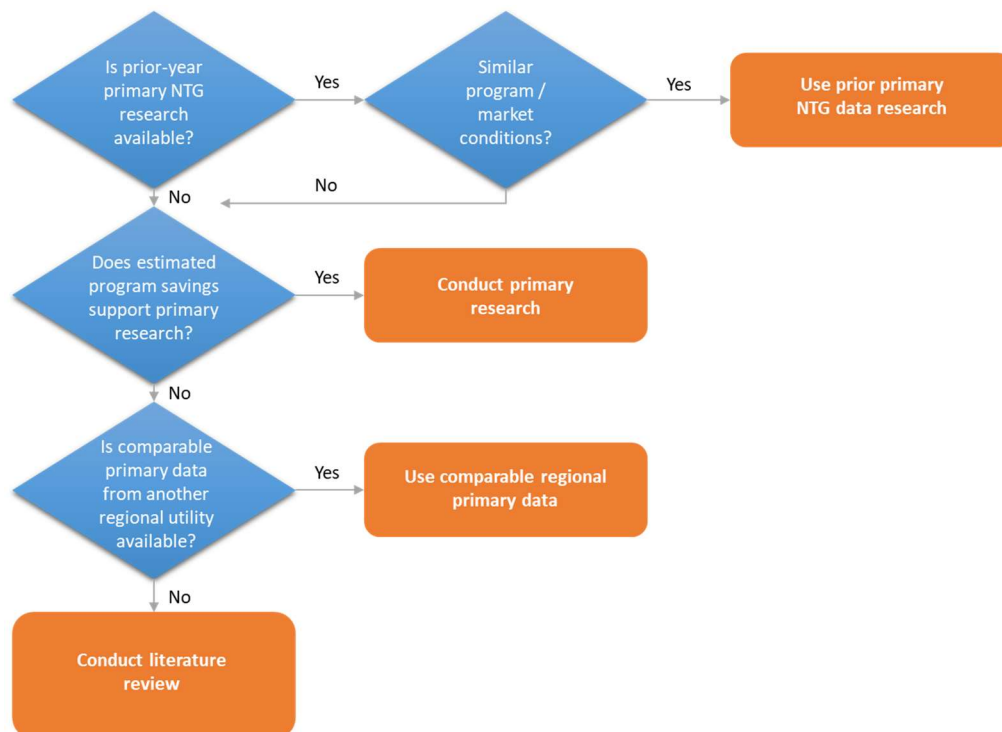 Is prior-year
primary NTG
research
available?
Yes
Similar
program /
market
conditions?
Yes
Use prior primary
NTG data research
No
No
Does estimated
program savings
support primary
research?
Yes
Conduct primary
research
No
Is comparable
primary data
from another
regional utility
available?
Yes
Use comparable regional
primary data
No
Conduct literature
review